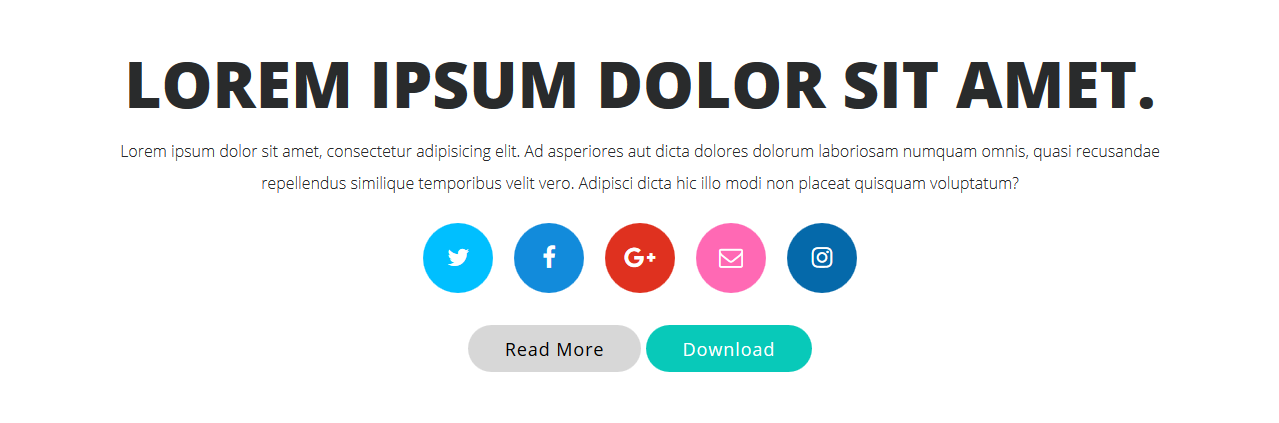 LOREM IPSUM DOLOR SIT AMET.
Lorem ipsum dolor sit amet, consectetur adipisicing elit. Ad asperiores aut dicta dolores dolorum laboriosam numquam omnis, quasi recusandae
repellendus similique temporibus velit vero. Adipisci dicta hic illo modi non placeat quisquam voluptatum?
Read More Download